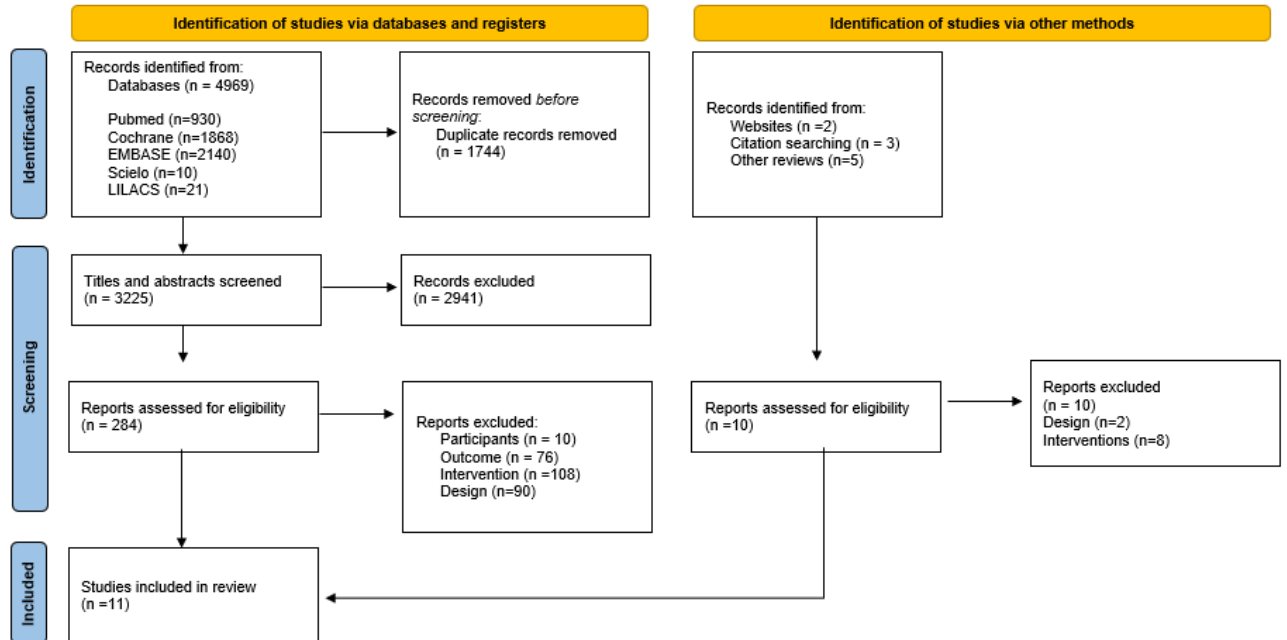 Identification of studies via databases and registers
Identification of studies via other methods
Identification
Records identified from:
Databases (n = 4969)
Pubmed (n=930)
Cochrane (n=1868)
EMBASE (n=2140)
Scielo (n=10)
LILACS (n=21)
Records removed before
screening:
Duplicate records removed
(n = 1744)
Records identified from:
Websites (n =2)
Citation searching (n = 3)
Other reviews (n=5)
Screening
Titles and abstracts screened
(n = 3225)
Records excluded
(n = 2941)
Reports assessed for eligibility
(n = 284)
Reports excluded:
Participants (n = 10)
Outcome (n = 76)
Intervention (n =108)
Design (n=90)
Reports assessed for eligibility
(n =10)
Reports excluded
(n = 10)
Design (n=2)
Interventions (n=8)
Included
Studies included in review
(n =11)